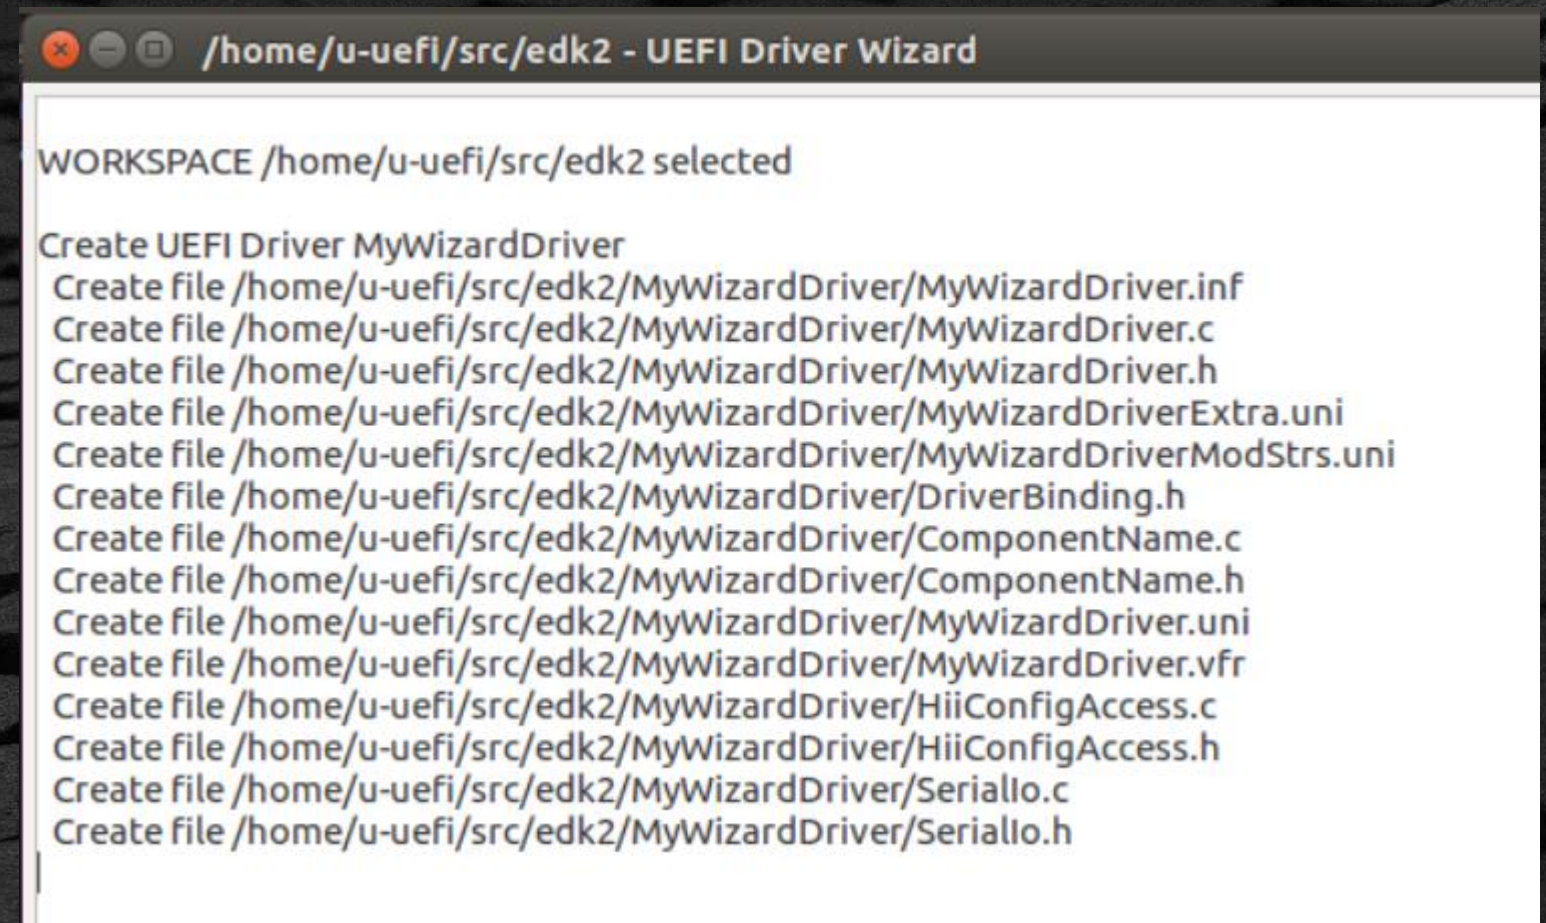 /home/u-uefi/src/edk2 - UEFI Driver Wizard
WORKSPACE /home/u-uefi/src/edk2 selected
Create UEFI Driver MyWizardDriver
Create file /home/u-uefi/src/edk2/MyWizardDriver/MyWizardDriver.inf
Create file /home/u-uefi/src/edk2/MyWizardDriver/MyWizardDriver.c
Create file /home/u-uefi/src/edk2/MyWizardDriver/MyWizardDriver.h
Create file /home/u-uefi/src/edk2/MyWizardDriver/MyWizardDriverExtra.uni
Create file /home/u-uefi/src/edk2/MyWizardDriver/MyWizardDriverModStrs.uni
Create file /home/u-uefi/src/edk2/MyWizardDriver/DriverBinding.h
Create file /home/u-uefi/src/edk2/MyWizardDriver/ComponentName.c
Create file /home/u-uefi/src/edk2/MyWizardDriver/ComponentName.h
Create file /home/u-uefi/src/edk2/MyWizardDriver/MyWizardDriver.uni
Create file /home/u-uefi/src/edk2/MyWizardDriver/MyWizardDriver.vfr
Create file /home/u-uefi/src/edk2/MyWizardDriver/HiiConfigAccess.c
Create file /home/u-uefi/src/edk2/MyWizardDriver/HiiConfigAccess.h
Create file /home/u-uefi/src/edk2/MyWizardDriver/SerialIo.c
Create file /home/u-uefi/src/edk2/MyWizardDriver/SerialIo.h